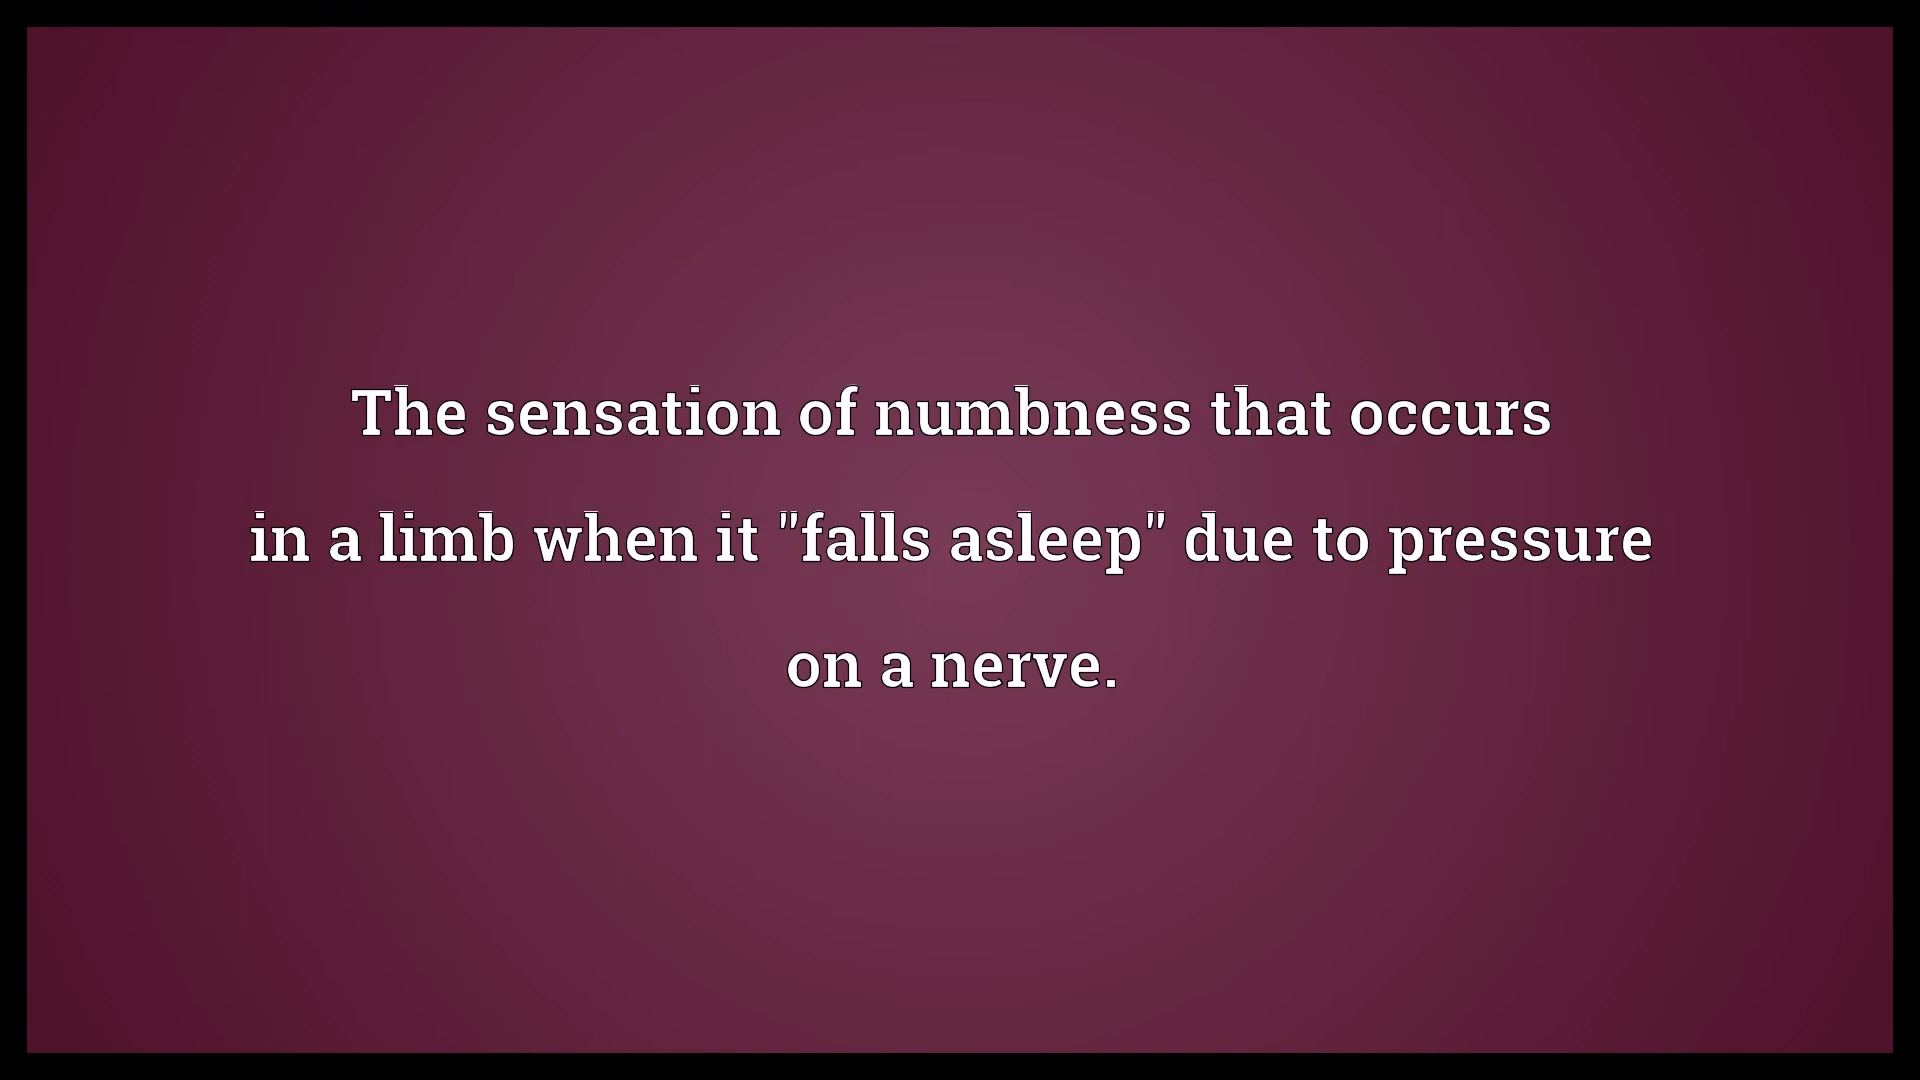 The sensation of numbness that occurs
in a limb when it "falls asleep" due to pressure
on a nerve.